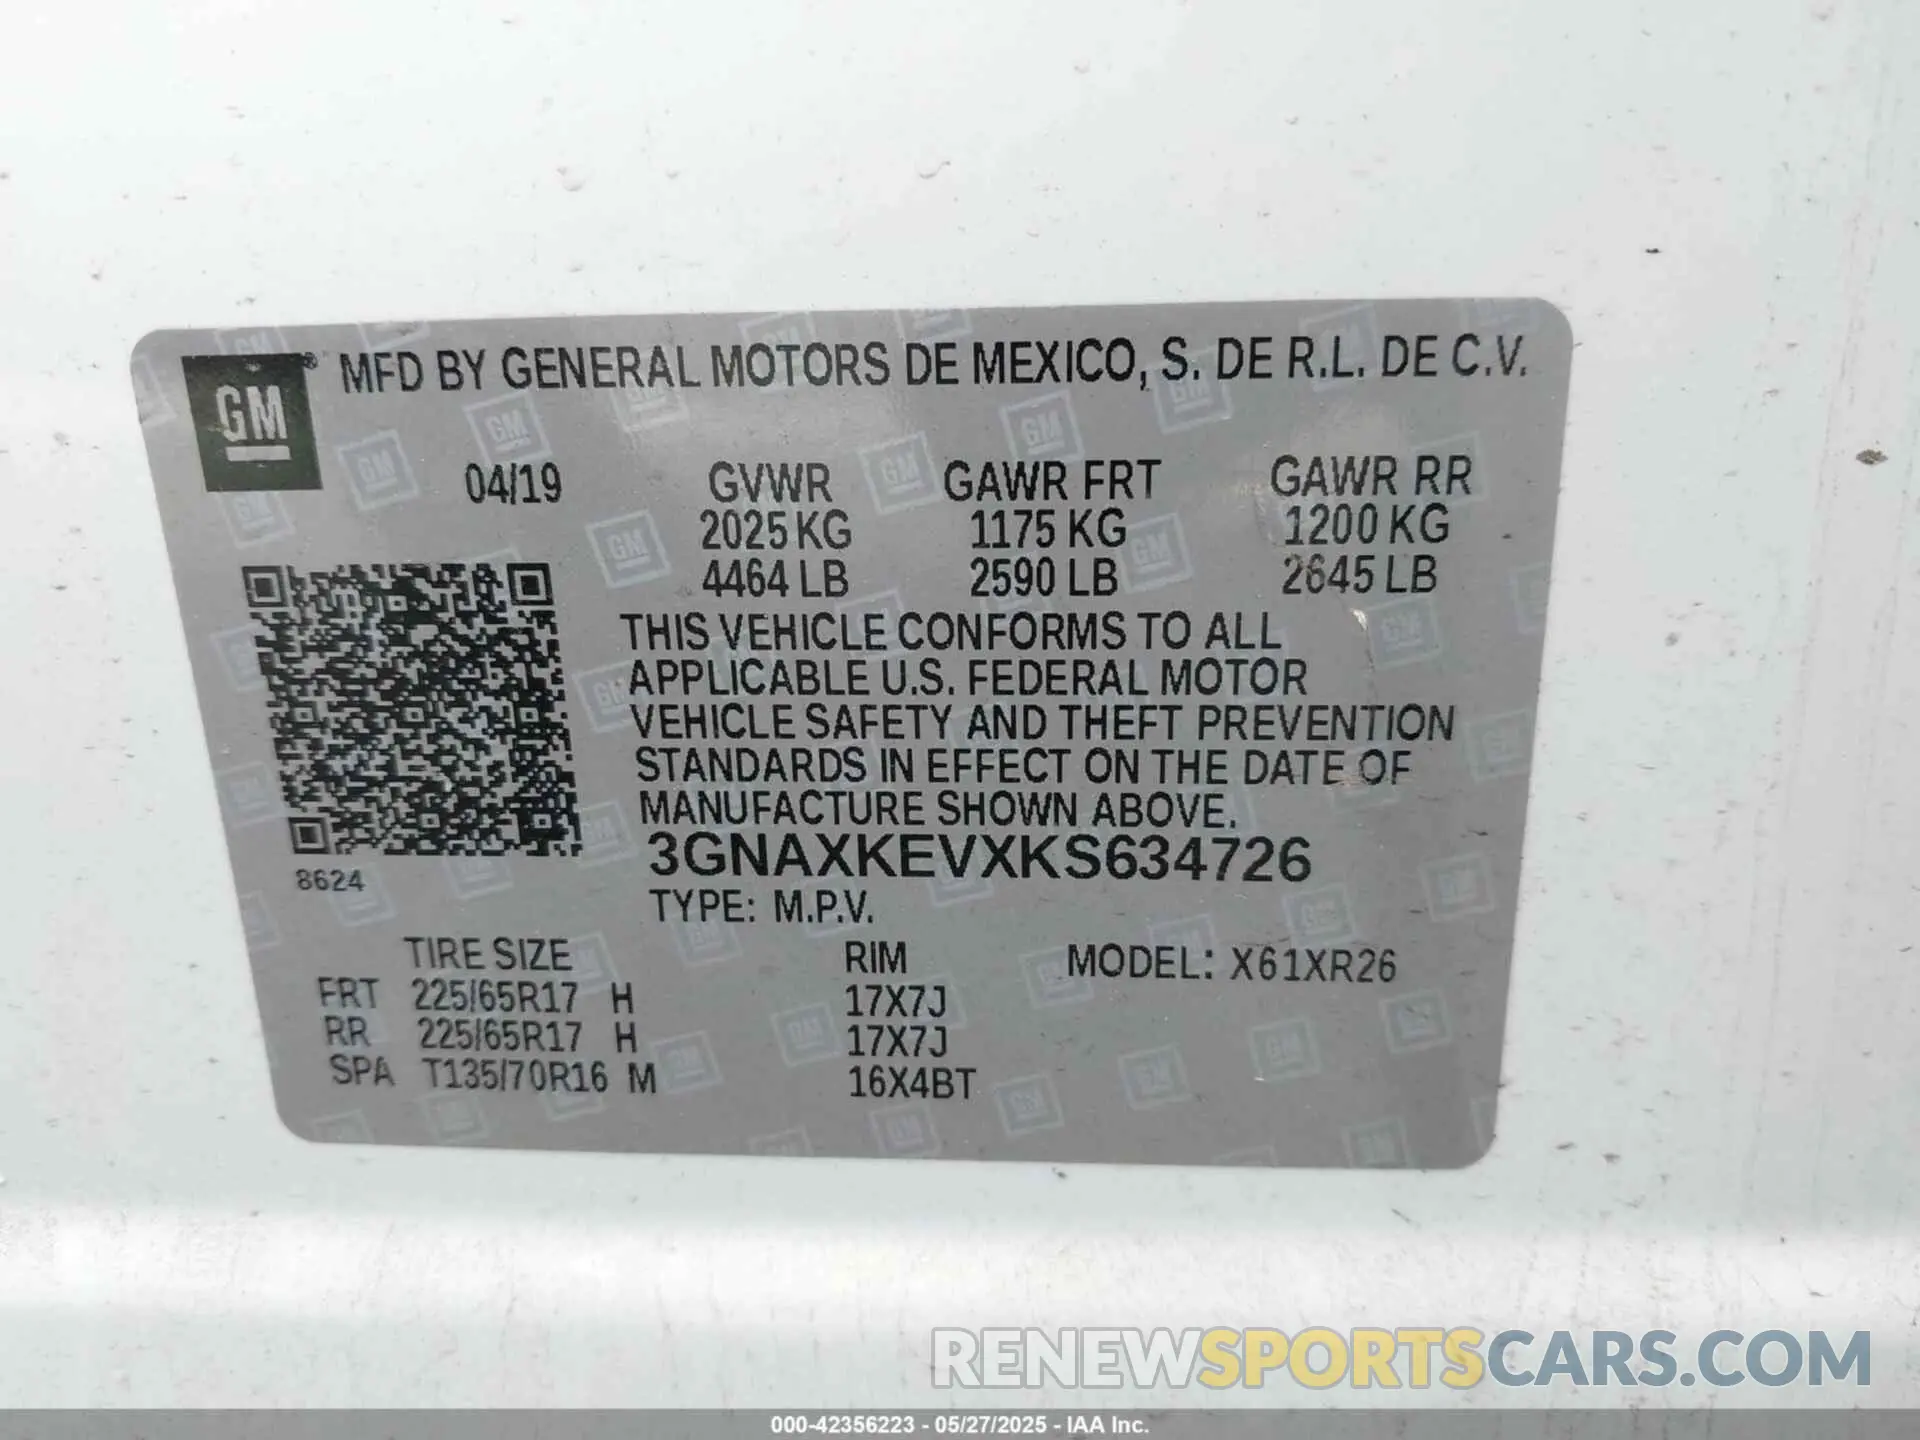 GM® MFD BY GENERAL MOTORS DE MEXICO, S. DE R.L. DE C.V.
04/19 GVWR GAWR FRT GAWR RR
2025 KG 1175 KG 1200 KG
4464 LB 2590 LB 2645 LB
THIS VEHICLE CONFORMS TO ALL
APPLICABLE U.S. FEDERAL MOTOR
VEHICLE SAFETY AND THEFT PREVENTION
STANDARDS IN EFFECT ON THE DATE OF
MANUFACTURE SHOWN ABOVE.
3GNAXKEVXKS634726
8624
TYPE: M.P.V.
TIRE SIZE RIM MODEL: X61XR26
FRT 225/65R17 H 17X7J
RR 225/65R17 H 17X7J
SPA T135/70R16 M 16X4BT
RENEWSPORTSCARS.COM
000-42356223 - 05/27/2025 - IAA Inc.